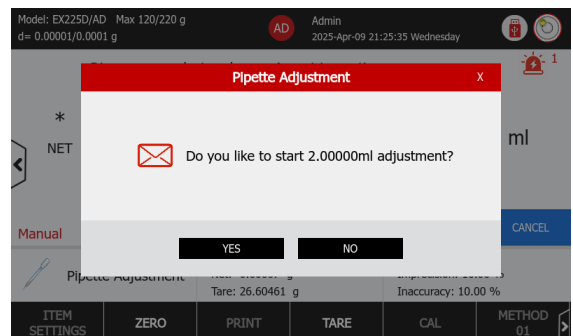 Model: EX225D/AD Max 120/220 g
d= 0.00001/0.0001 g
AD
Admin
2025-Apr-09 21:25:35 Wednesday
1
Pipette Adjustment X
*
NET
ml
Do you like to start 2.00000ml adjustment?
Manual
YES NO
CANCEL
Pipette Adjustment
Tare: 26.60461 g
Inaccuracy: 10.00 %
ITEM SETTINGS
ZERO
PRINT
TARE
CAL
METHOD 01